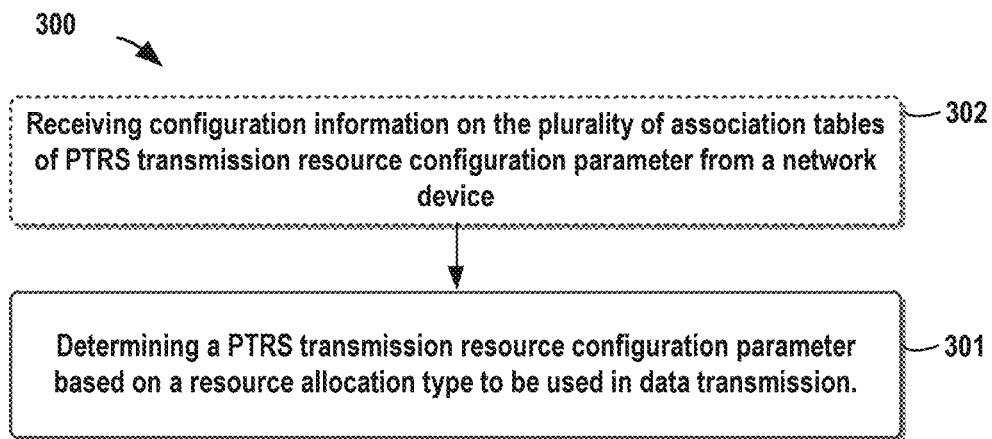 300
Receiving configuration information on the plurality of association tables
of PTRS transmission resource configuration parameter from a network
device
302
Determining a PTRS transmission resource configuration parameter
based on a resource allocation type to be used in data transmission.
301